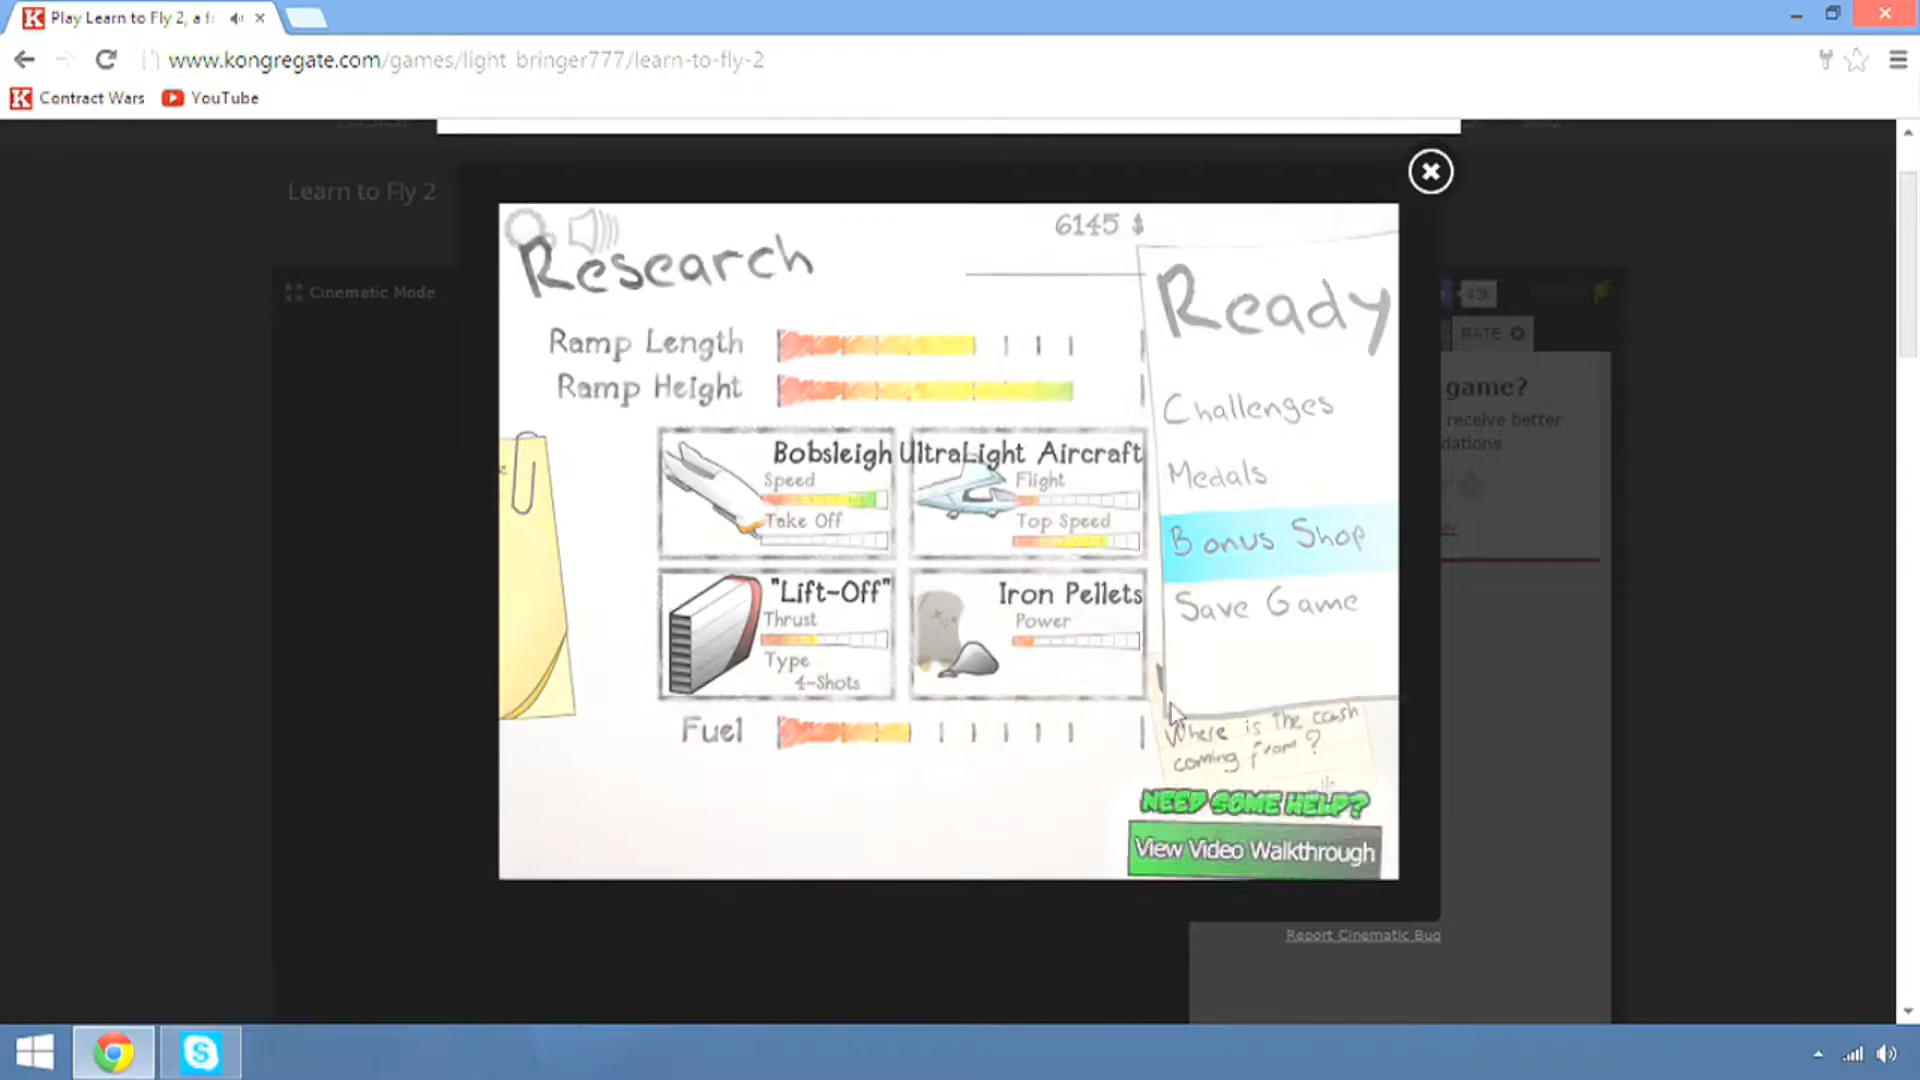 Play Learn to Fly 2, a f
www.kongregate.com/games/light_bringer777/learn-to-fly-2
Contract Wars
YouTube
Learn to Fly 2
Cinematic Mode
6145 $
Research
Ready
Ramp Length
Ramp Height
Challenges
Medals
Bonus Shop
Save Game
Bobsleigh
Speed
Take Off
UltraLight Aircraft
Flight
Top Speed
"Lift-Off"
Thrust
Type
4-Shots
Iron Pellets
Power
Fuel
Where is the cash
coming from?
NEED SOME HELP?
View Video Walkthrough
RATE
game?
receive better
dations
Report Cinematic Bug